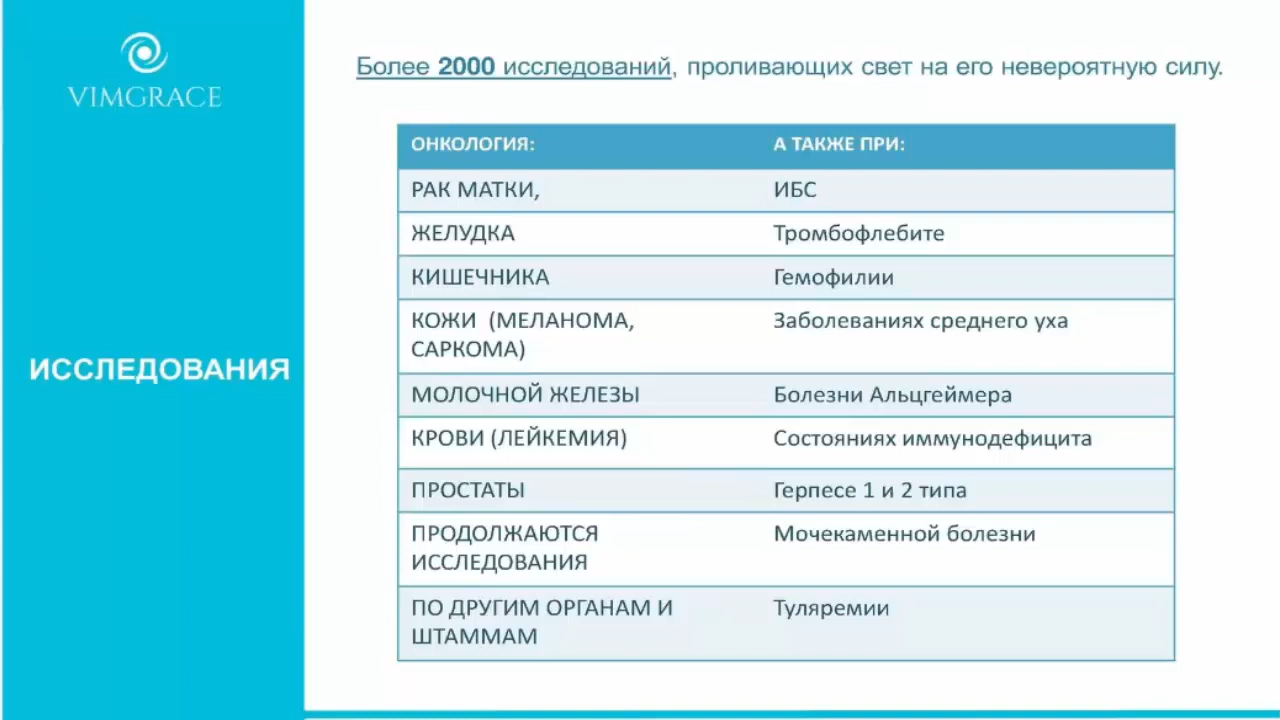 VIMGRACE
ИССЛЕДОВАНИЯ
Более 2000 исследований, проливающих свет на его невероятную силу.
ОНКОЛОГИЯ: А ТАКЖЕ ПРИ:
РАК МАТКИ, ИБС
ЖЕЛУДКА Тромбофлебите
КИШЕЧНИКА Гемофилии
КОЖИ (МЕЛАНОМА, Заболеваниях среднего уха
САРКОМА)
МОЛОЧНОЙ ЖЕЛЕЗЫ Болезни Альцгеймера
КРОВИ (ЛЕЙКЕМИЯ) Состояниях иммунодефицита
ПРОСТАТЫ Герпесе 1 и 2 типа
ПРОДОЛЖАЮТСЯ Мочекаменной болезни
ИССЛЕДОВАНИЯ
ПО ДРУГИМ ОРГАНАМ И Туляремии
ШТАММАМ